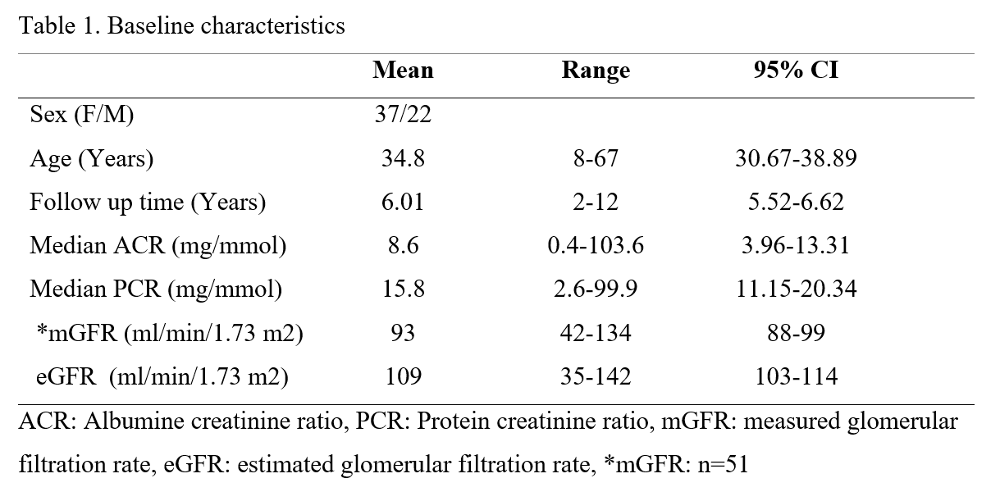 Table 1. Baseline characteristics
Mean Range 95% CI
Sex (F/M) 37/22
Age (Years) 34.8 8-67 30.67-38.89
Follow up time (Years) 6.01 2-12 5.52-6.62
Median ACR (mg/mmol) 8.6 0.4-103.6 3.96-13.31
Median PCR (mg/mmol) 15.8 2.6-99.9 11.15-20.34
*mGFR (ml/min/1.73 m2) 93 42-134 88-99
eGFR (ml/min/1.73 m2) 109 35-142 103-114
ACR: Albumine creatinine ratio, PCR: Protein creatinine ratio, mGFR: measured glomerular
filtration rate, eGFR: estimated glomerular filtration rate, *mGFR: n=51